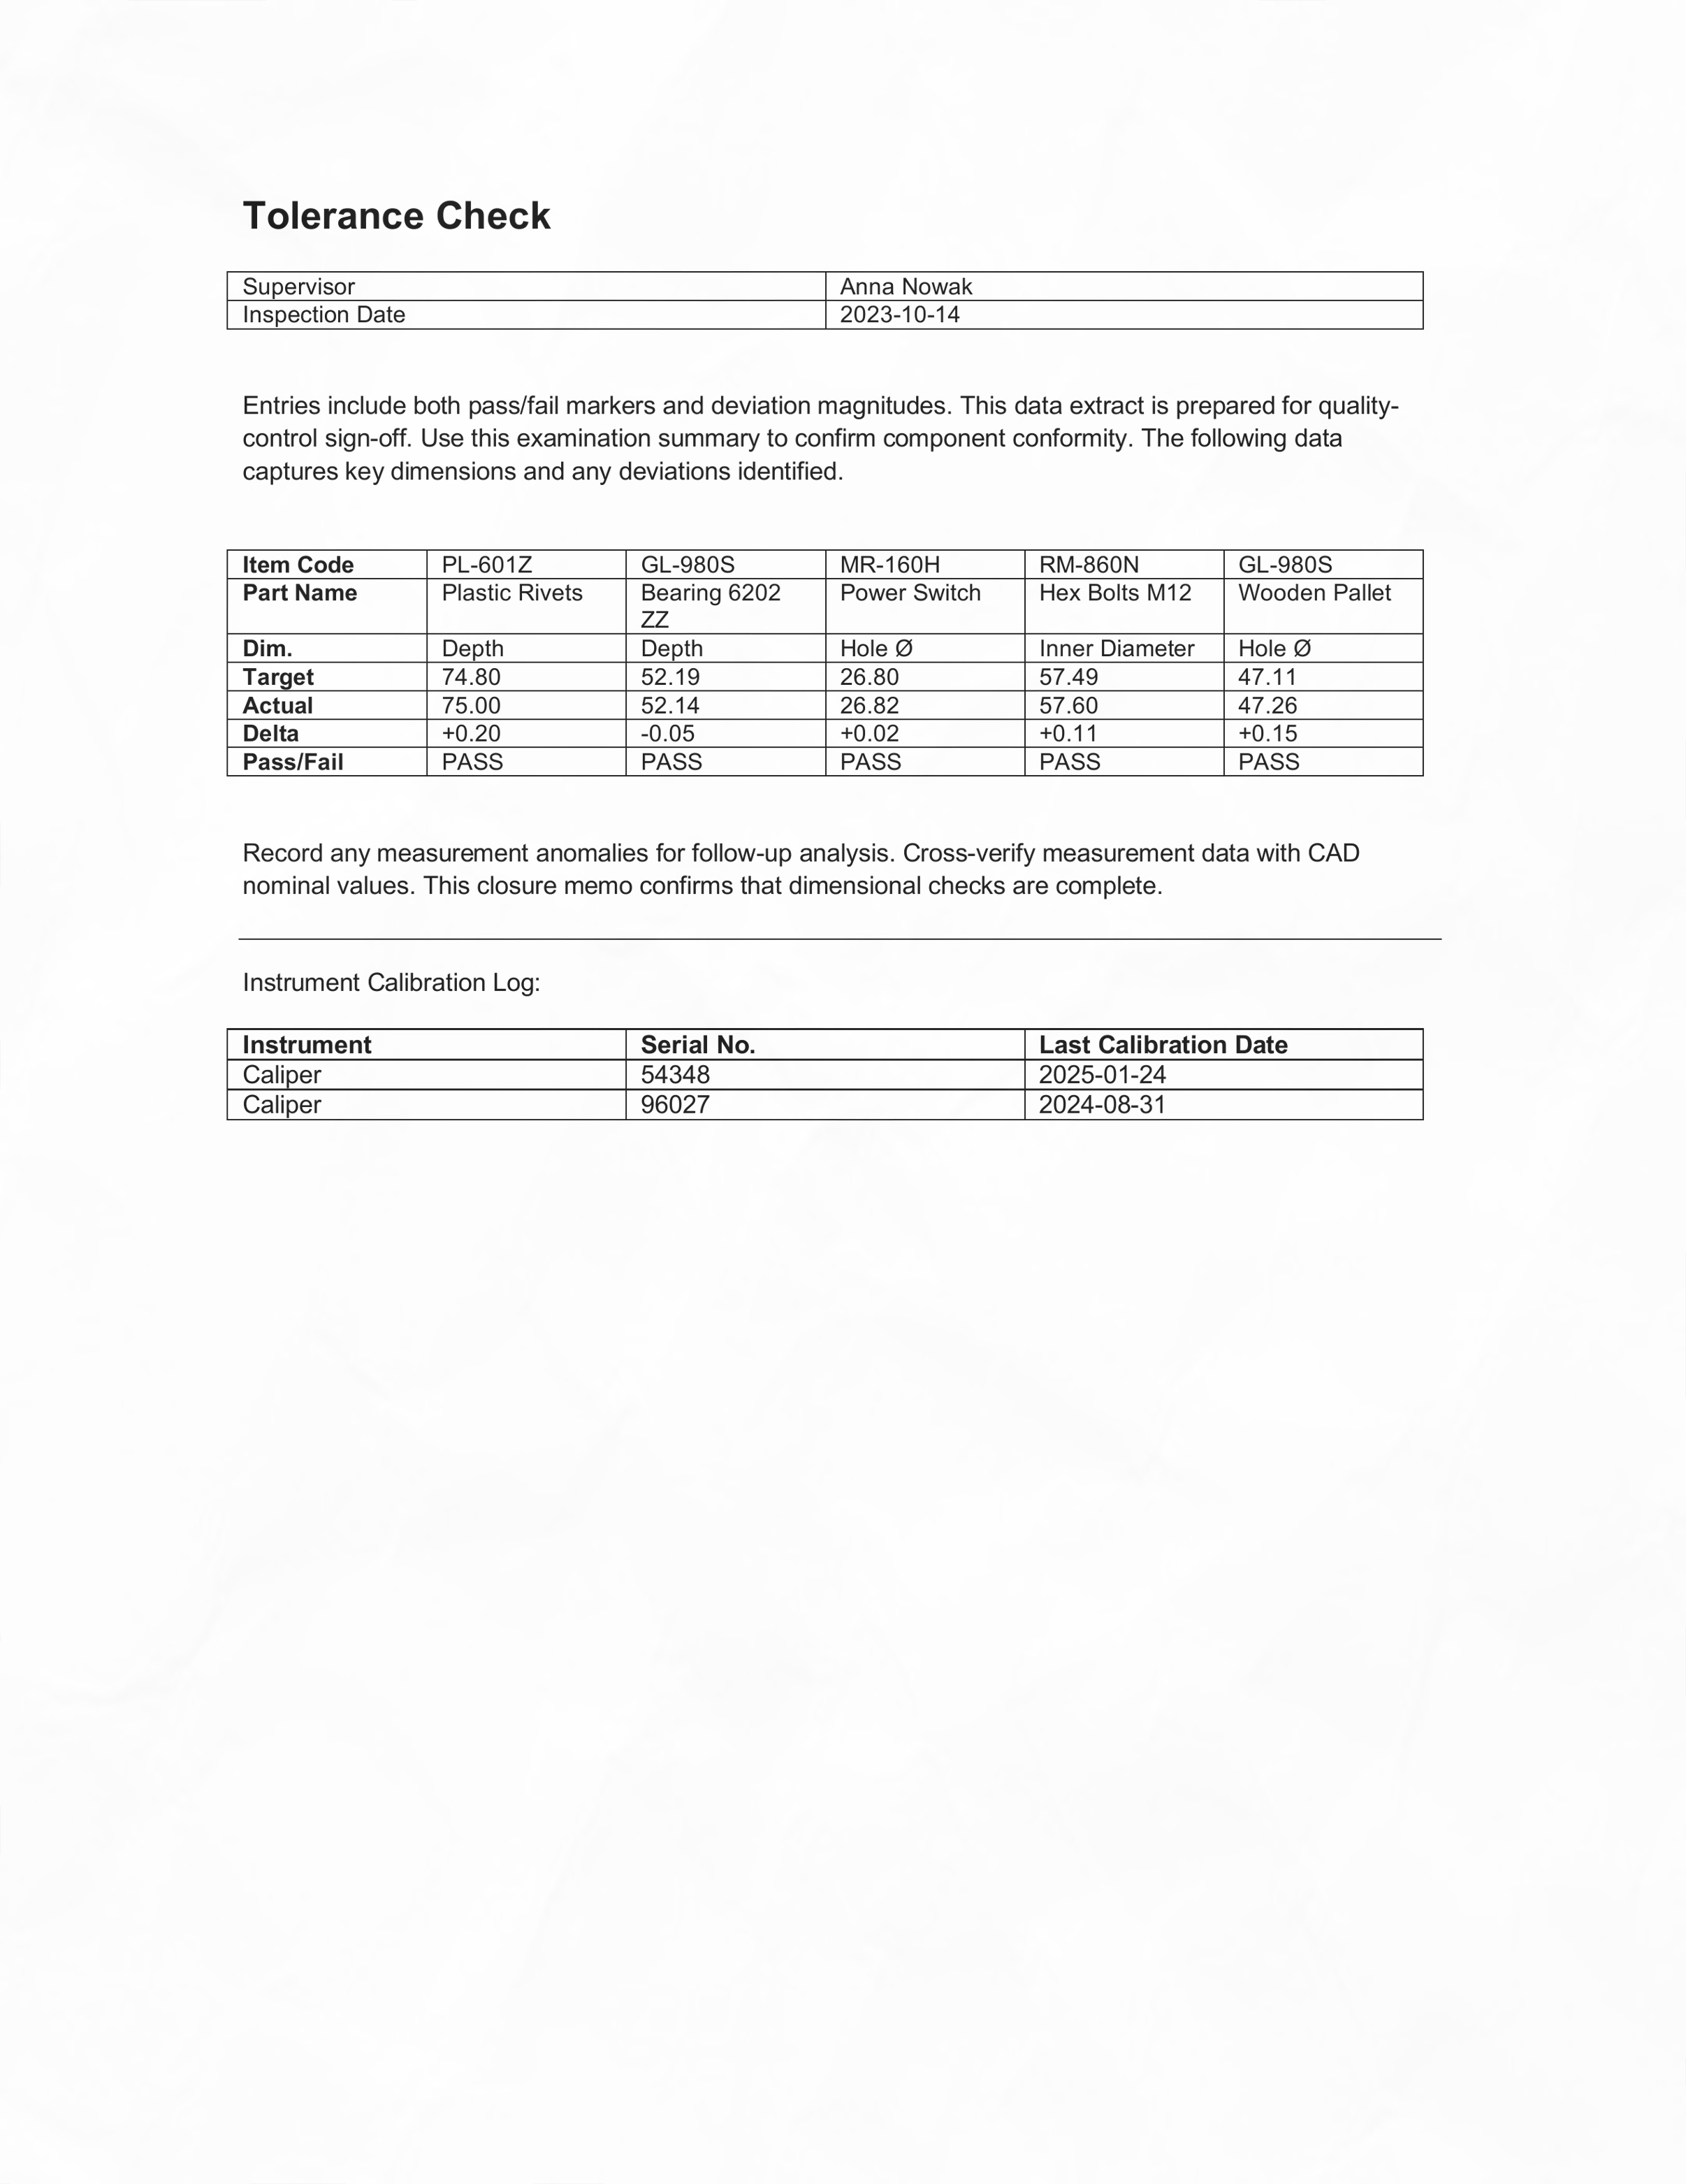 Tolerance Check
Supervisor Anna Nowak
Inspection Date 2023-10-14
Entries include both pass/fail markers and deviation magnitudes. This data extract is prepared for quality-
control sign-off. Use this examination summary to confirm component conformity. The following data
captures key dimensions and any deviations identified.
Item Code PL-601Z GL-980S MR-160H RM-860N GL-980S
Part Name Plastic Rivets Bearing 6202 Power Switch Hex Bolts M12 Wooden Pallet
ZZ
Dim. Depth Depth Hole Ø Inner Diameter Hole Ø
Target 74.80 52.19 26.80 57.49 47.11
Actual 75.00 52.14 26.82 57.60 47.26
Delta +0.20 -0.05 +0.02 +0.11 +0.15
Pass/Fail PASS PASS PASS PASS PASS
Record any measurement anomalies for follow-up analysis. Cross-verify measurement data with CAD
nominal values. This closure memo confirms that dimensional checks are complete.
Instrument Calibration Log:
Instrument Serial No. Last Calibration Date
Caliper 54348 2025-01-24
Caliper 96027 2024-08-31